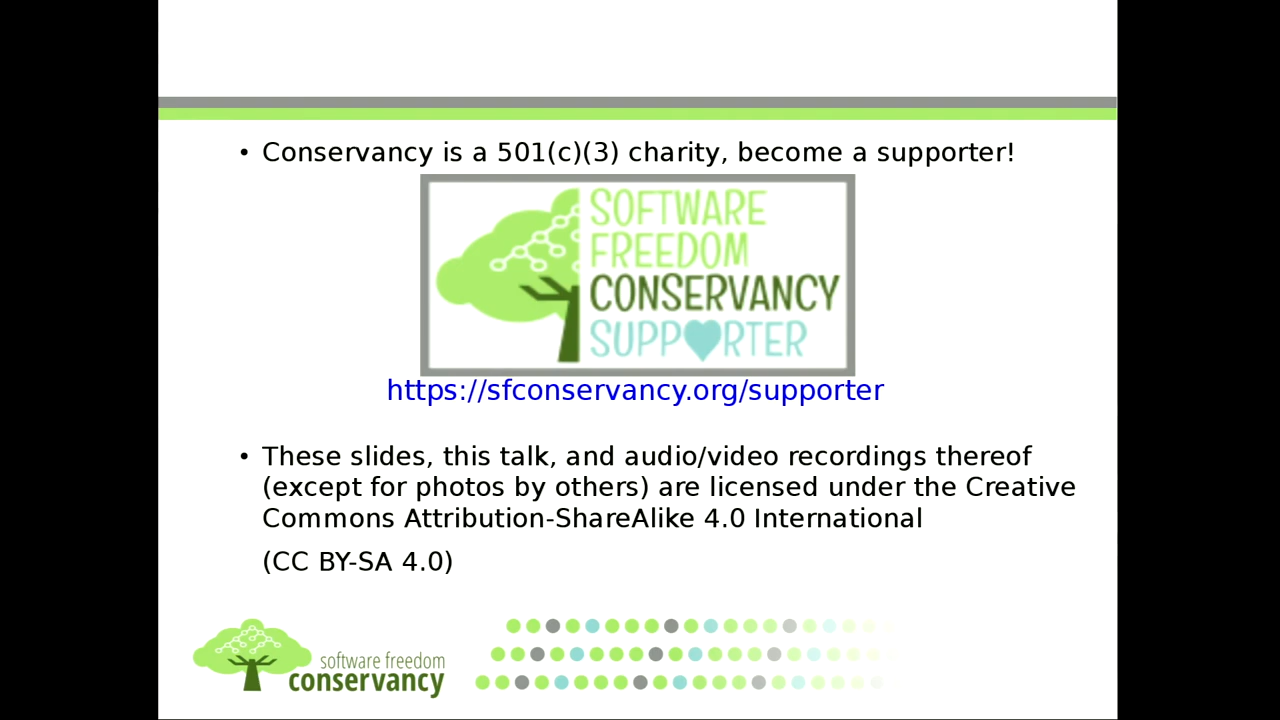 • Conservancy is a 501(c)(3) charity, become a supporter!
SOFTWARE
FREEDOM
CONSERVANCY
SUPP♥RTER
https://sfconservancy.org/supporter
• These slides, this talk, and audio/video recordings thereof
(except for photos by others) are licensed under the Creative
Commons Attribution-ShareAlike 4.0 International
(CC BY-SA 4.0)
software freedom
conservancy